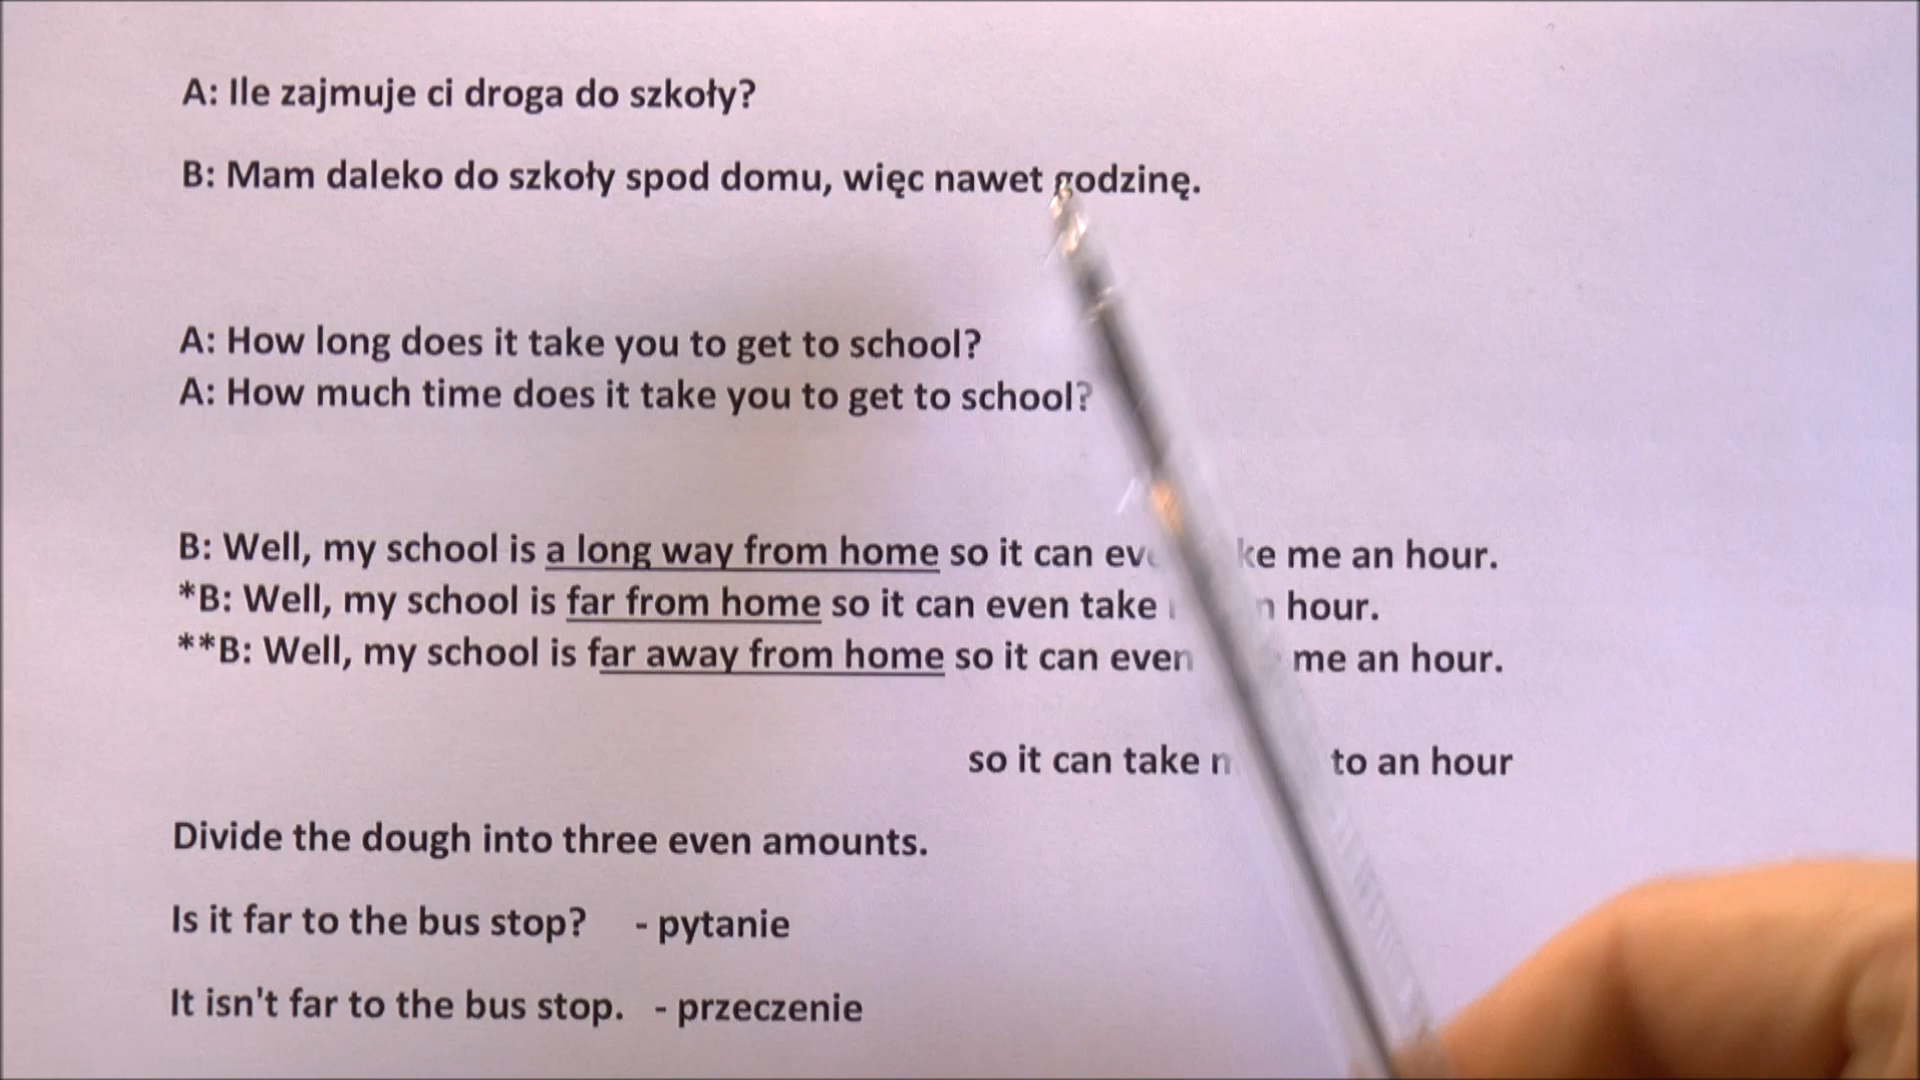 A: Ile zajmuje ci droga do szkoły?
B: Mam daleko do szkoły spod domu, więc nawet godzinę.
A: How long does it take you to get to school?
A: How much time does it take you to get to school?
B: Well, my school is a long way from home so it can me an hour.
*B: Well, my school is far from home so it can even take hour.
**B: Well, my school is far away from home so it can even me an hour.
so it can take to an hour
Divide the dough into three even amounts.
Is it far to the bus stop? - pytanie
It isn't far to the bus stop. - przeczenie